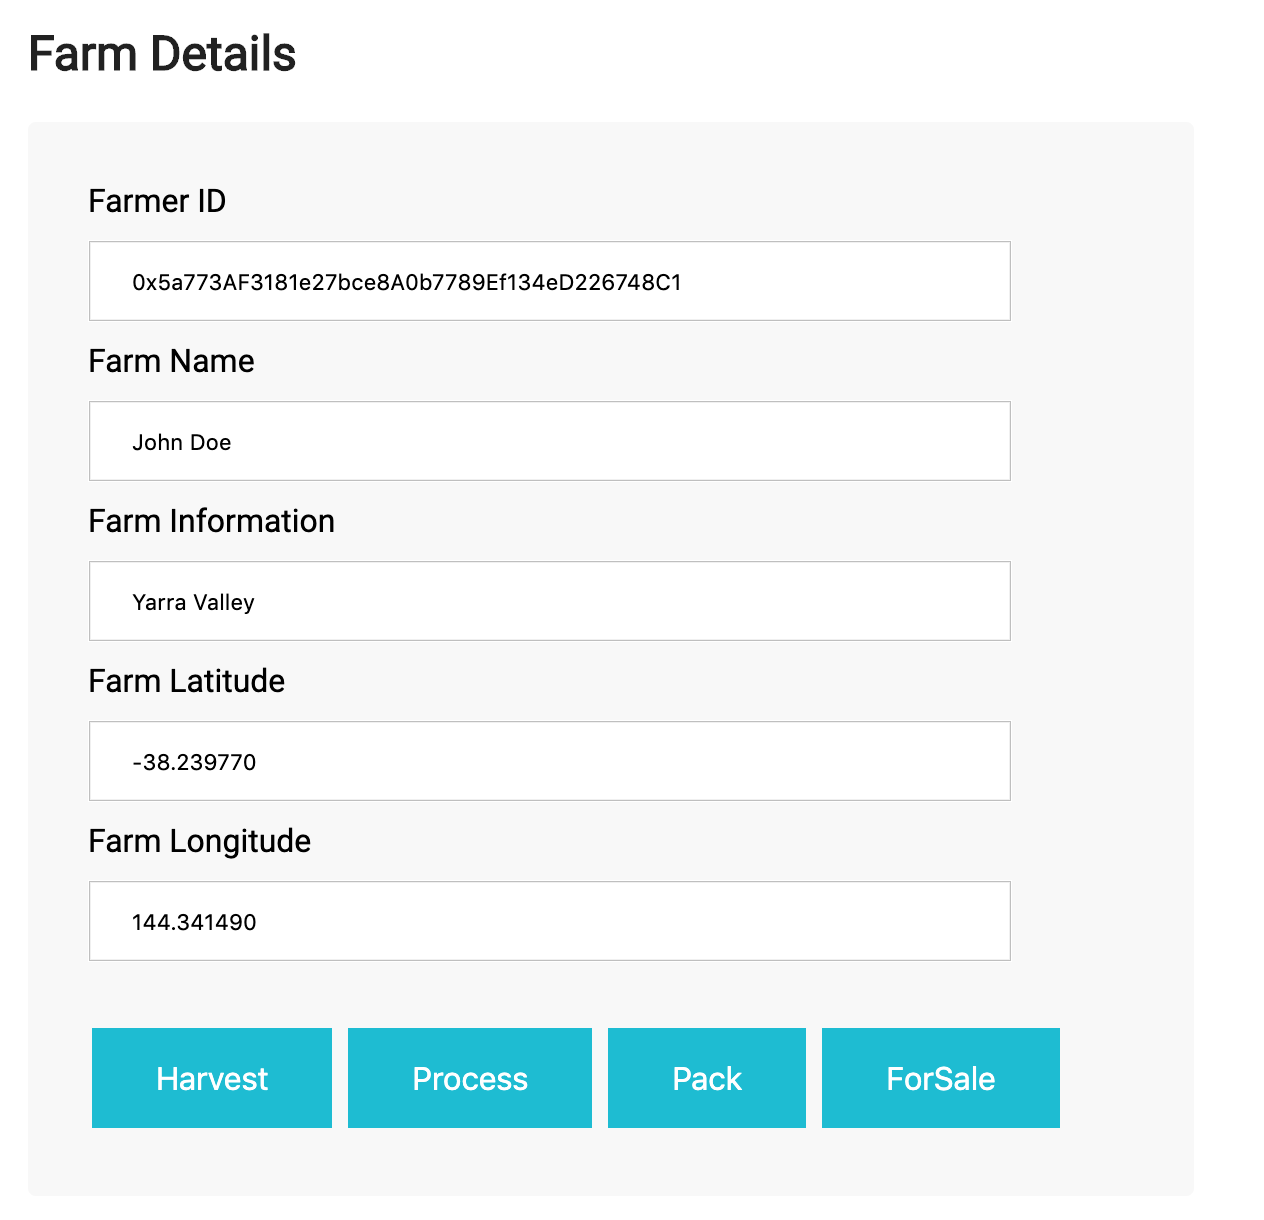 Farm Details
Farmer ID
0x5a773AF3181e27bce8A0b7789Ef134eD226748C1
Farm Name
John Doe
Farm Information
Yarra Valley
Farm Latitude
-38.239770
Farm Longitude
144.341490
Harvest Process Pack ForSale